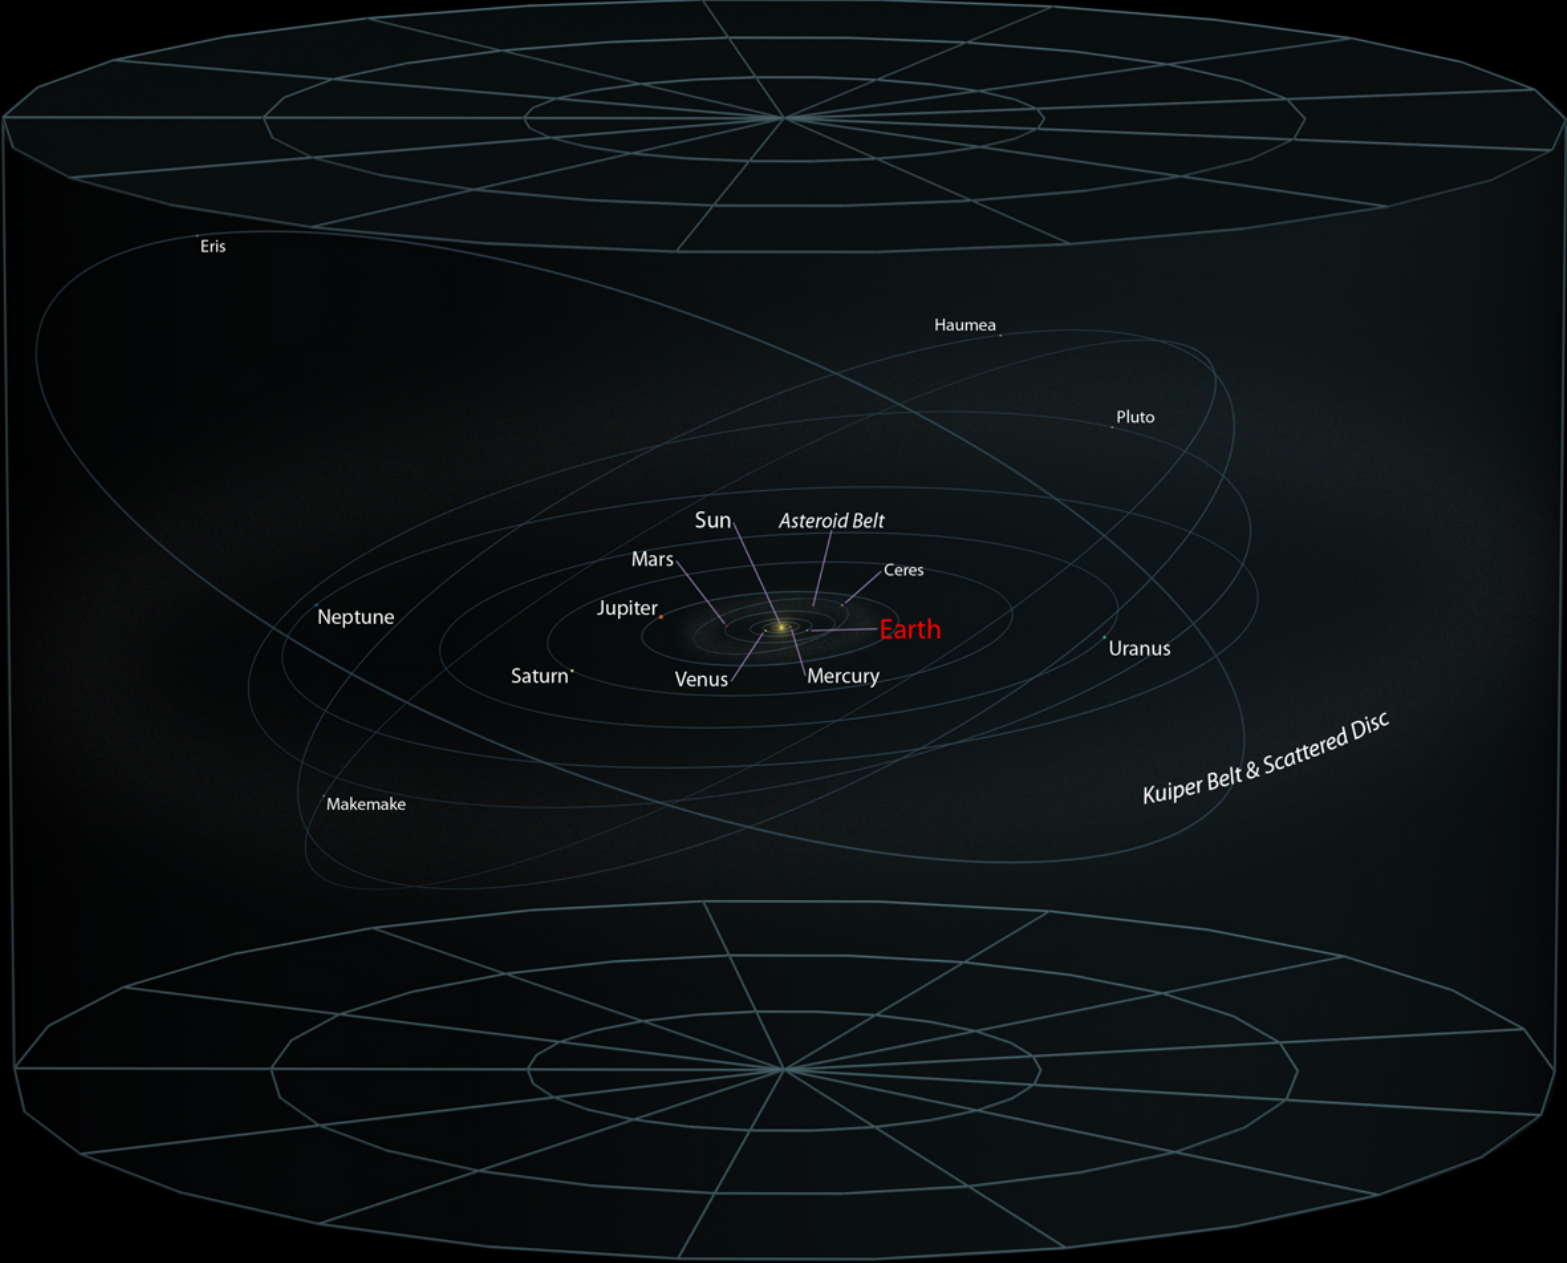 Eris
Haumea
Pluto
Sun
Asteroid Belt
Mars
Ceres
Jupiter
Neptune
Earth
Uranus
Saturn
Venus
Mercury
Kuiper Belt & Scattered Disc
Makemake